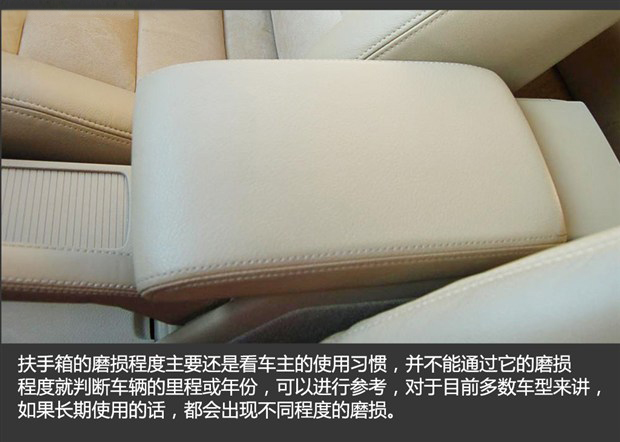 扶手箱的磨损程度主要还是看车主的使用习惯，并不能通过它的磨损
程度就判断车辆的里程或年份，可以进行参考，对于目前多数车型来讲，
如果长期使用的话，都会出现不同程度的磨损。